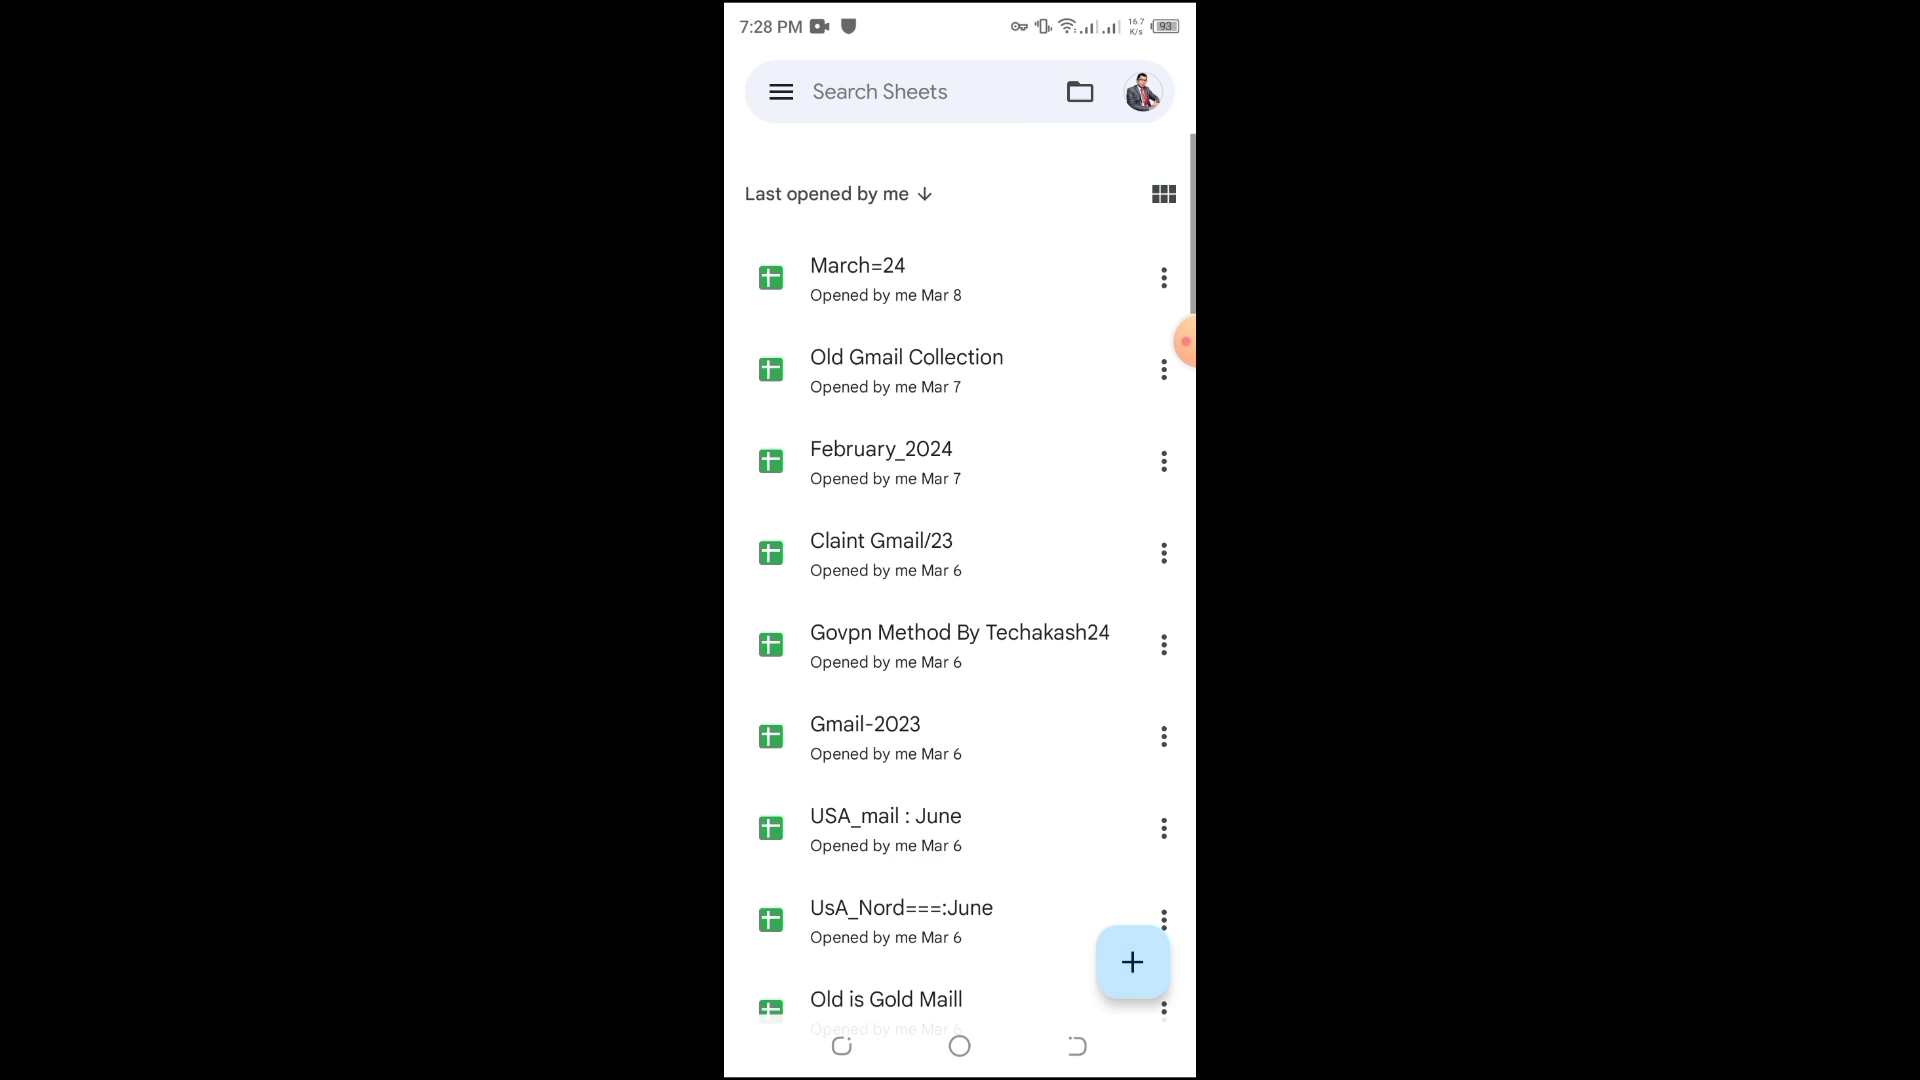 7:28 PM
16.7
K/s
93
Search Sheets
Last opened by me
March=24
Opened by me Mar 8
Old Gmail Collection
Opened by me Mar 7
February_2024
Opened by me Mar 7
Claint Gmail/23
Opened by me Mar 6
Govpn Method By Techakash24
Opened by me Mar 6
Gmail-2023
Opened by me Mar 6
USA_mail : June
Opened by me Mar 6
UsA_Nord===:June
Opened by me Mar 6
Old is Gold Maill
Opened by me Mar 6